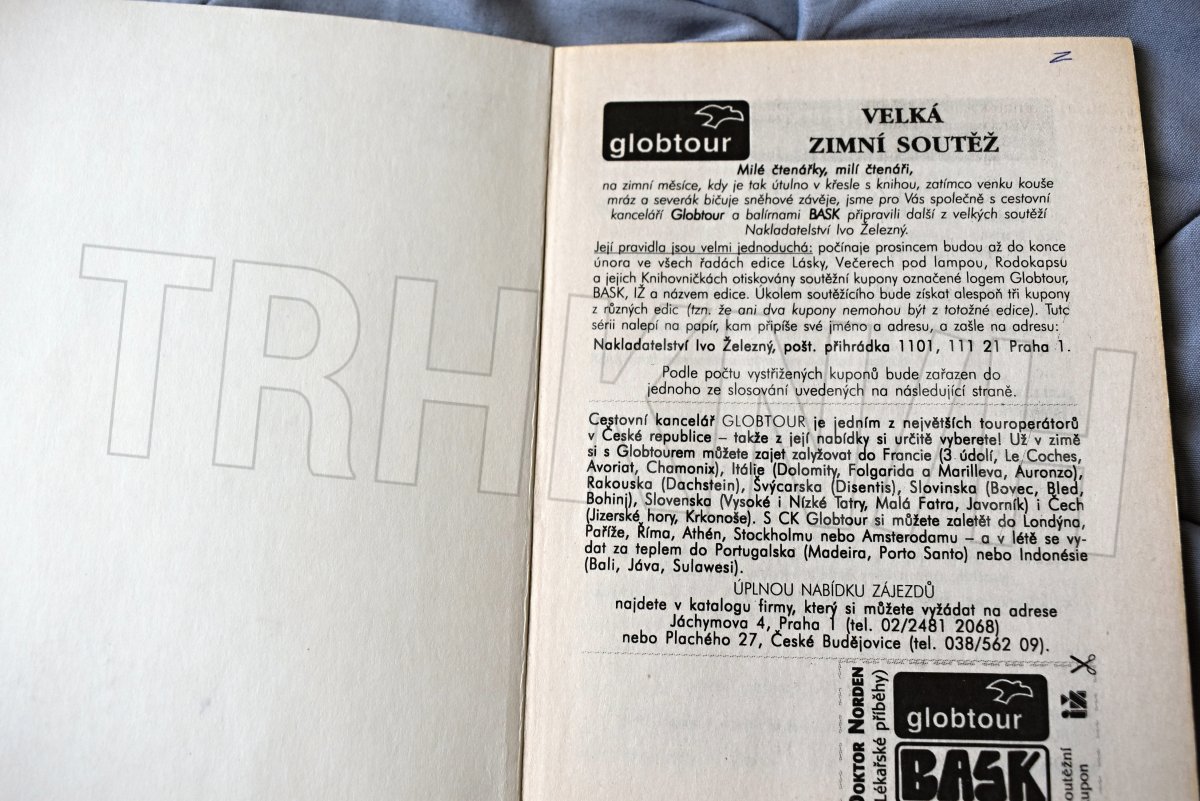 z
globtour
VELKÁ
ZIMNÍ SOUTĚŽ
Milé čtenářky, milí čtenáři,
na zimní měsíce, kdy je tak útulno v křesle s knihou, zatímco venku kouše
mráz a severák bičuje sněhové závěje, jsme pro Vás společně s cestovní
kanceláří Globtour a balírnami BASK připravili další z velkých soutěží
Nakladatelství Ivo Železný.
Její pravidla jsou velmi jednoduchá: počínaje prosincem budou až do konce
února ve všech řadách edice Lásky, Večerech pod lampou, Rodokapsu
a jejich Knihovničkách otiskovány soutěžní kupony označené logem Globtour,
BASK, IŽ a názvem edice. Úkolem soutěžícího bude získat alespoň tři kupony
z různých edic (tzn. že ani dva kupony nemohou být z totožné edice). Tuto
sérii nalepí na papír, kam připíše své jméno a adresu, a zašle na adresu:
Nakladatelství Ivo Železný, pošt. přihrádka 1101, 111 21 Praha 1.
Podle počtu vystřižených kuponů bude zařazen do
jednoho ze slosování uvedených na následující straně.
Cestovní kancelář GLOBTOUR je jedním z největších touroperátorů
v České republice – takže z její nabídky si určitě vyberete! Už v zimě
si s Globtourem můžete zajet zalyžovat do Francie (3 údolí, Le Coches,
Avoriat, Chamonix), Itálie (Dolomity, Folgarida a Marilleva, Auronzo),
Rakouska (Dachstein), Švýcarska (Disentis), Slovinska (Bovec, Bled,
Bohinj), Slovenska (Vysoké i Nízké Tatry, Malá Fatra, Javorník) i Čech
(Jizerské hory, Krkonoše). S CK Globtour si můžete zaletět do Londýna,
Paříže, Říma, Athén, Stockholmu nebo Amsterodamu – a v létě se vy-
dat za teplem do Portugalska (Madeira, Porto Santo) nebo Indonésie
(Bali, Jáva, Sulawesi).
ÚPLNOU NABÍDKU ZÁJEZDŮ
najdete v katalogu firmy, který si můžete vyžádat na adrese
Jáchymova 4, Praha 1 (tel. 02/2481 2068)
nebo Plachého 27, České Budějovice (tel. 038/562 09).
DOKTOR NORDEN
(Lékařské příběhy)
globtour
BASK
iž
outěžní
upon
TRHKNIH